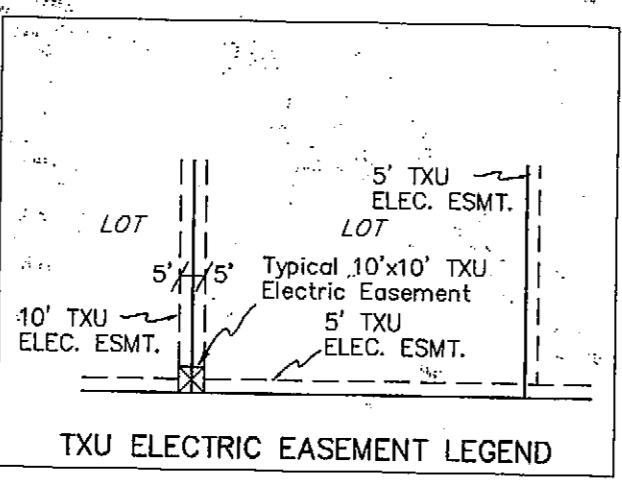 5' TXU
ELEC. ESMT.
LOT
LOT
5'
5'
Typical 10'x10' TXU
Electric Easement
10' TXU
ELEC. ESMT.
5' TXU
ELEC. ESMT.
TXU ELECTRIC EASEMENT LEGEND